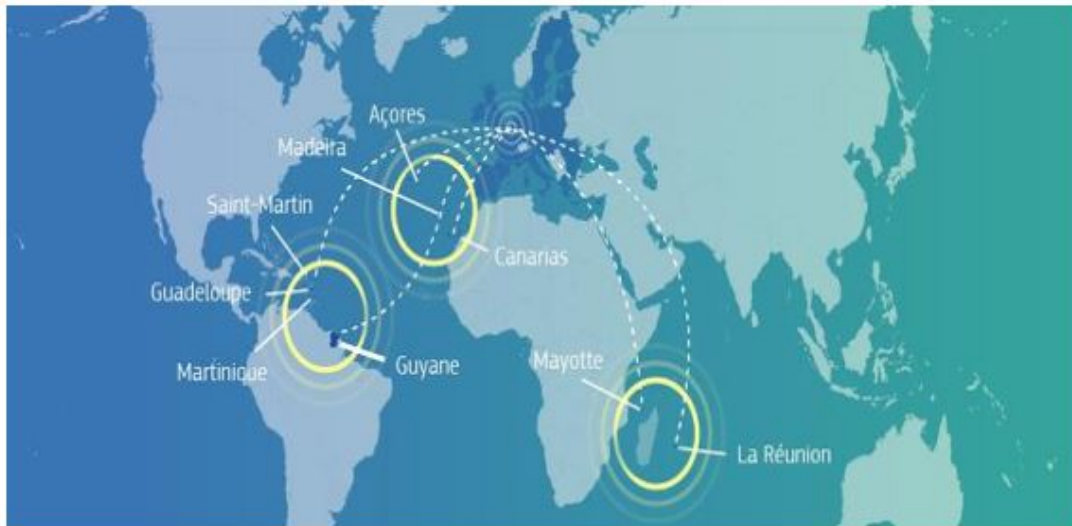 Açores
Madeira
Saint-Martin
Canarias
Guadeloupe
Martinique
Guyane
Mayotte
La Réunion